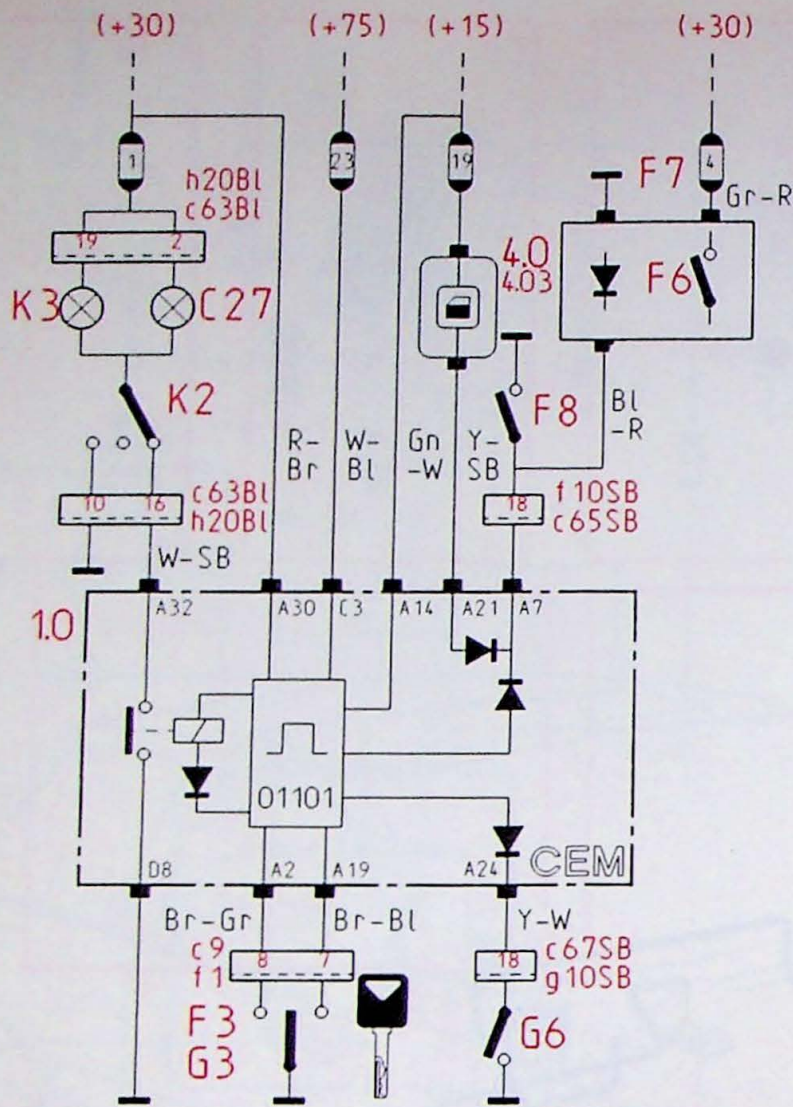 (+30) (+75) (+15) (+30)
1 23 19 4
h20Bl
c63Bl
F7
Gr-R
19 2
4.0
4.03
K3 C27
F6
K2
F8
R-
Br
W-
Bl
Gn
-W
Y-
SB
Bl
-R
10 16
c63Bl
h20Bl
18
f10SB
c65SB
W-SB
1.0
A32 A30 C3 A14 A21 A7
01101
CEM
D8 A2 A19 A24
Br-Gr Br-Bl Y-W
c9
f1
8 7
18
c67SB
g10SB
F3
G3
G6